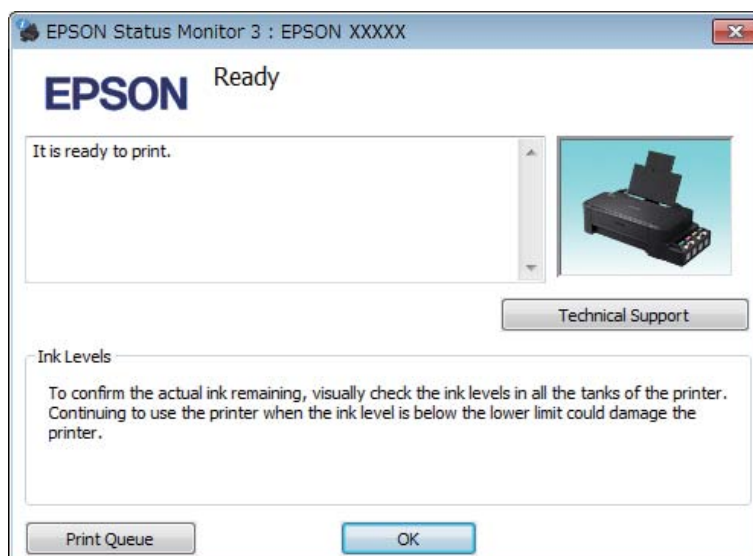 EPSON Status Monitor 3 : EPSON XXXXX
EPSON
Ready
It is ready to print.
Technical Support
Ink Levels
To confirm the actual ink remaining, visually check the ink levels in all the tanks of the printer.
Continuing to use the printer when the ink level is below the lower limit could damage the
printer.
Print Queue
OK